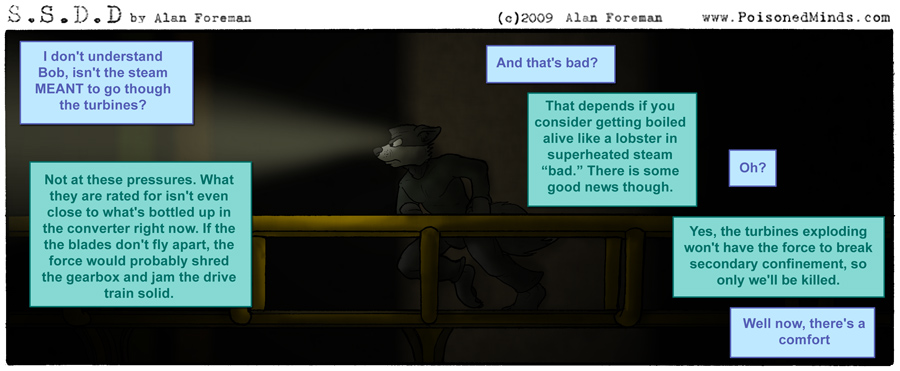 S.S.D.D by Alan Foreman (c)2009 Alan Foreman www.PoisonedMinds.com
I don't understand
Bob, isn't the steam
MEANT to go though
the turbines?
Not at these pressures. What
they are rated for isn't even
close to what's bottled up in
the converter right now. If the
the blades don't fly apart, the
force would probably shred
the gearbox and jam the drive
train solid.
And that's bad?
That depends if you
consider getting boiled
alive like a lobster in
superheated steam
“bad.” There is some
good news though.
Oh?
Yes, the turbines exploding
won't have the force to break
secondary confinement, so
only we'll be killed.
Well now, there's a
comfort